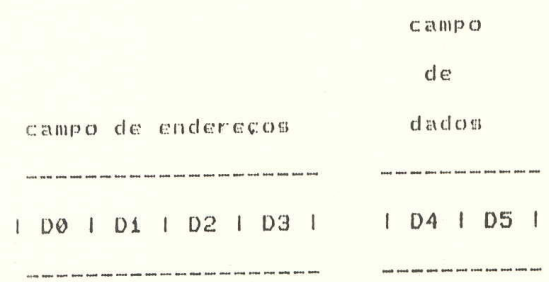 campo
de
campo de endereços dados
| D0 | D1 | D2 | D3 | | D4 | D5 |